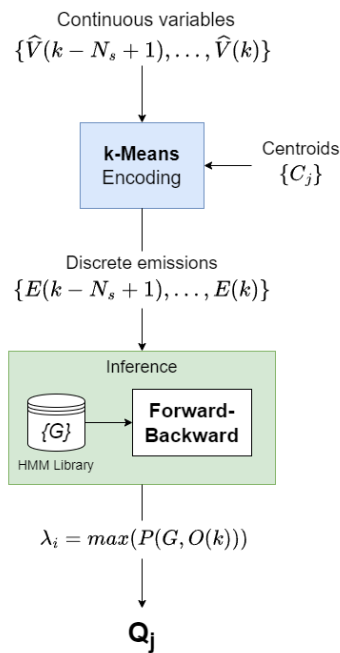 Continuous variables
{V̂(k − N_s + 1), . . . , V̂(k)}
k-Means
Encoding
Centroids
{C_j}
Discrete emissions
{E(k − N_s + 1), . . . , E(k)}
Inference
{G}
HMM Library
Forward-
Backward
λ_i = max(P(G, O(k)))
Q_j